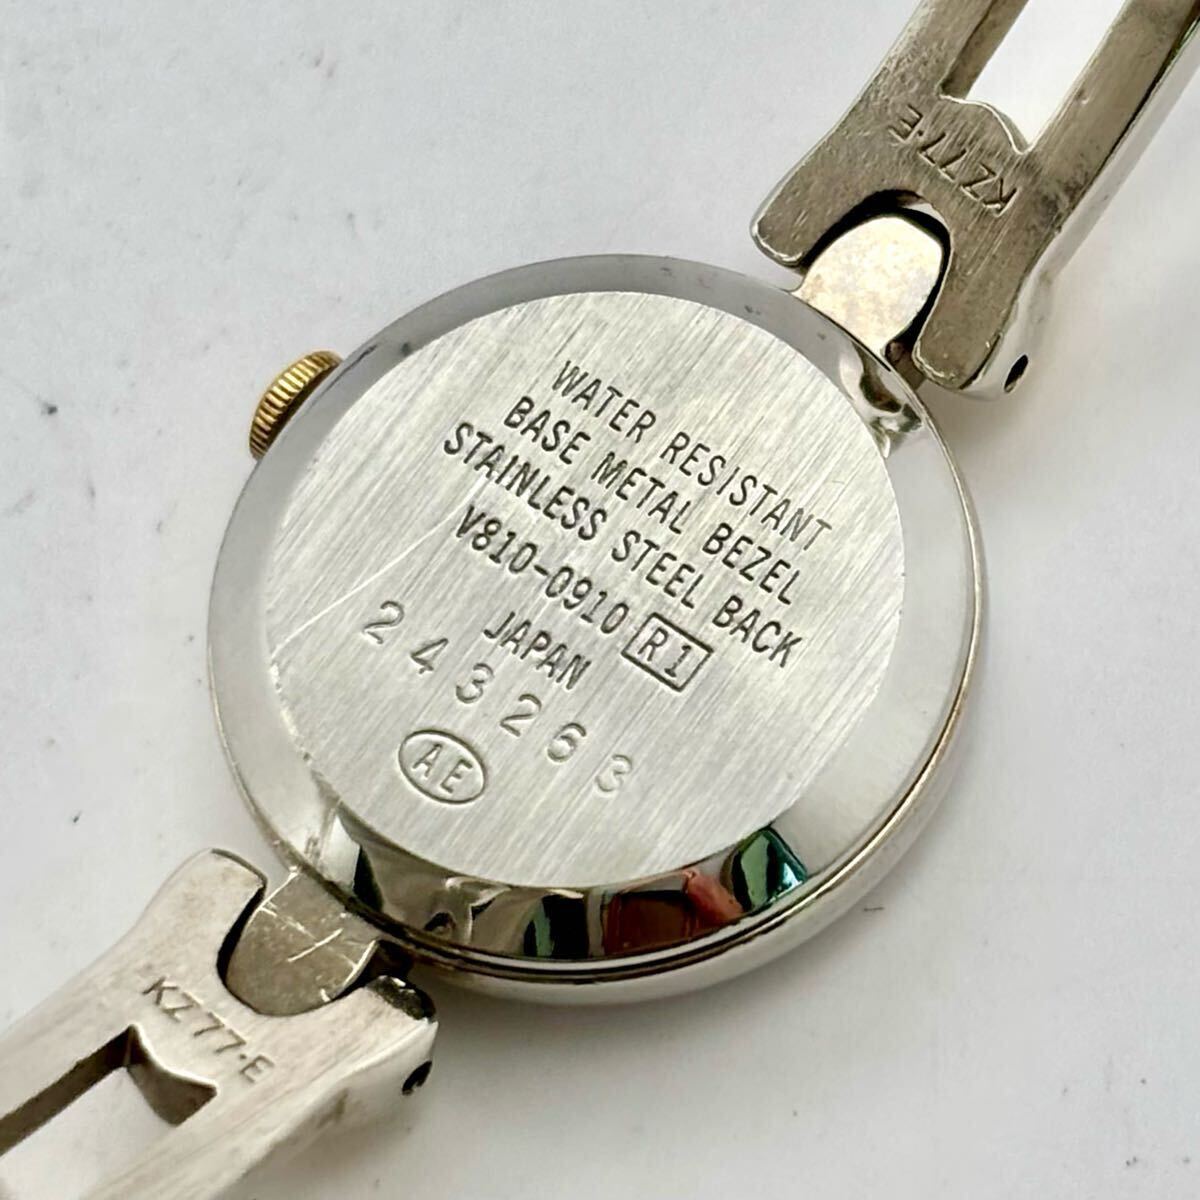 WATER RESISTANT
BASE METAL BEZEL
STAINLESS STEEL BACK
V810-0910 R1
JAPAN
243263
AE
KZ77·E
KZ77·E